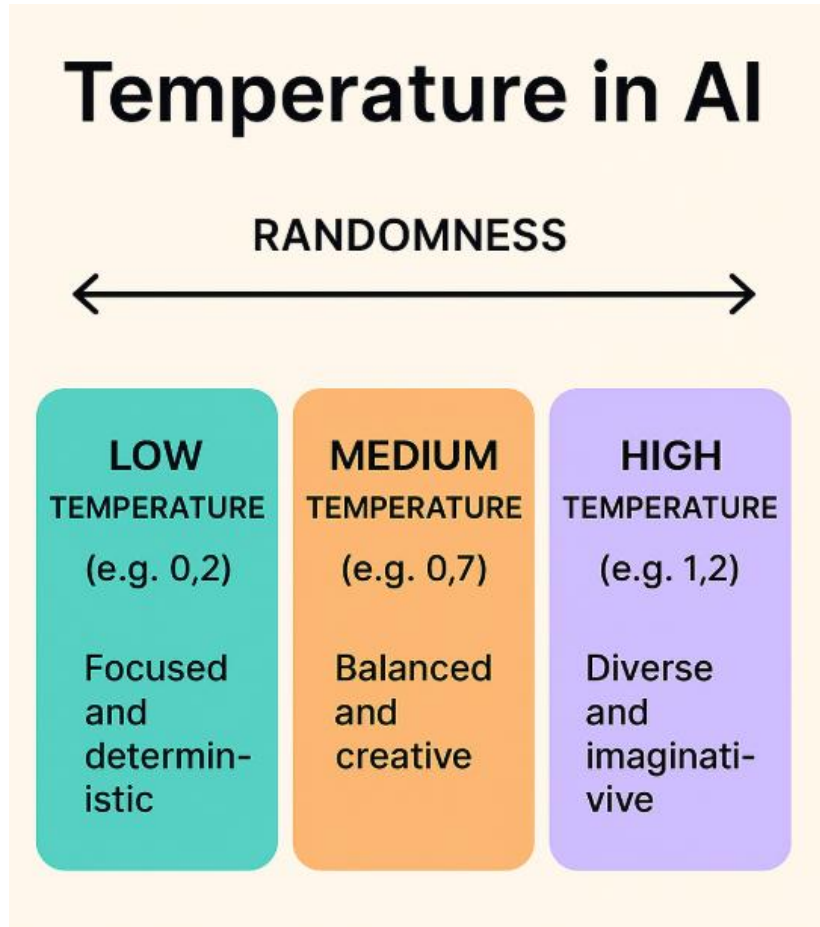 Temperature in AI
RANDOMNESS
LOW
TEMPERATURE
(e.g. 0,2)
Focused
and
determin-
istic
MEDIUM
TEMPERATURE
(e.g. 0,7)
Balanced
and
creative
HIGH
TEMPERATURE
(e.g. 1,2)
Diverse
and
imaginati-
vive